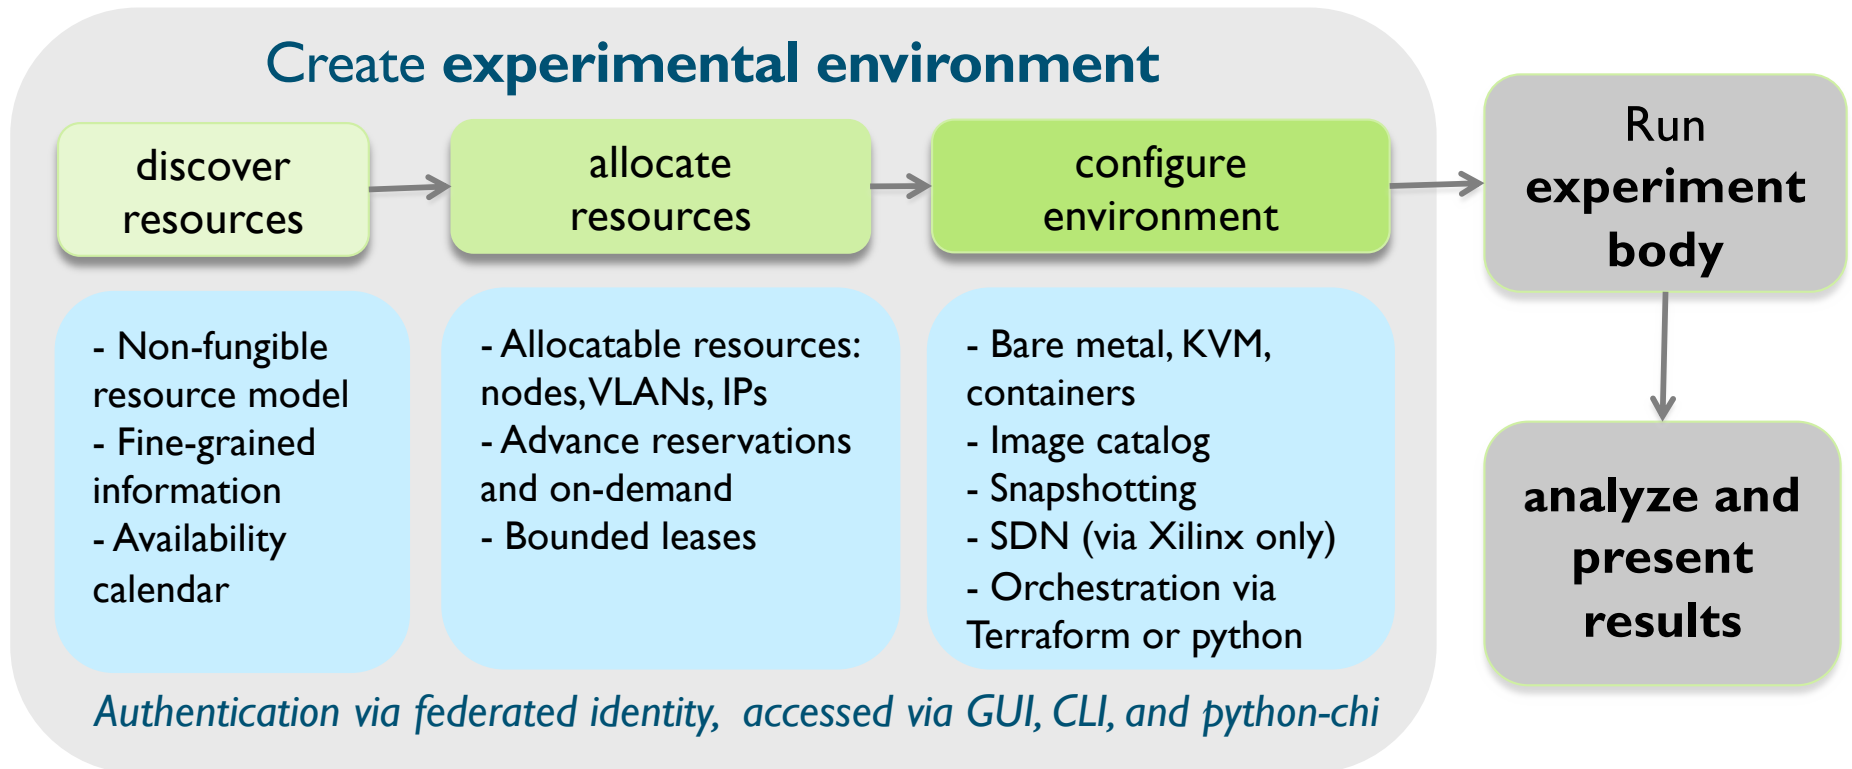 Create experimental environment
discover
resources
allocate
resources
configure
environment
- Non-fungible
resource model
- Fine-grained
information
- Availability
calendar
- Allocatable resources:
nodes, VLANs, IPs
- Advance reservations
and on-demand
- Bounded leases
- Bare metal, KVM,
containers
- Image catalog
- Snapshotting
- SDN (via Xilinx only)
- Orchestration via
Terraform or python
Authentication via federated identity, accessed via GUI, CLI, and python-chi
Run
experiment
body
analyze and
present
results